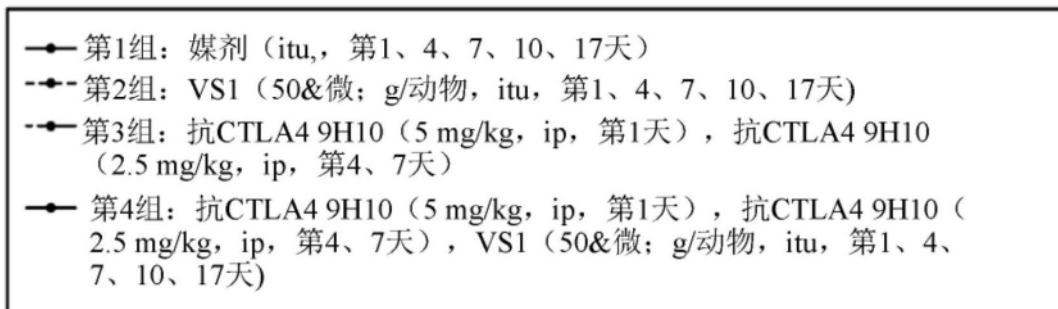 第1组：媒剂（itu,，第1、4、7、10、17天）
第2组：VS1（50&微；g/动物，itu，第1、4、7、10、17天)
第3组：抗CTLA4 9H10（5 mg/kg，ip，第1天），抗CTLA4 9H10
（2.5 mg/kg，ip，第4、7天）
第4组：抗CTLA4 9H10（5 mg/kg，ip，第1天），抗CTLA4 9H10（
2.5 mg/kg，ip，第4、7天），VS1（50&微；g/动物，itu，第1、4、
7、10、17天)